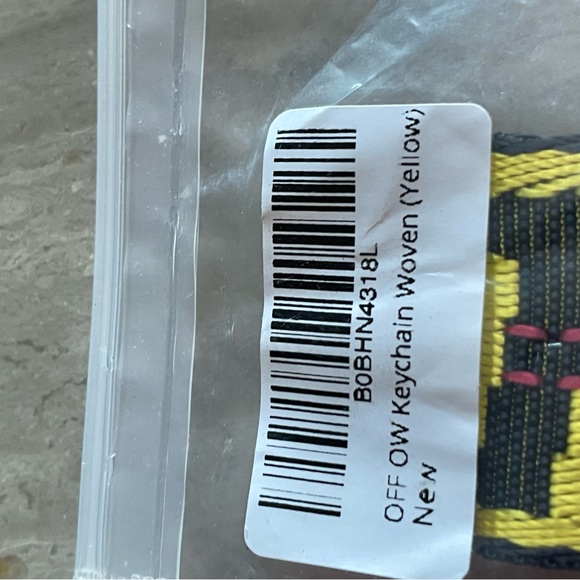 B0BHN4318L
OFF OW Keychain Woven (Yellow)
New